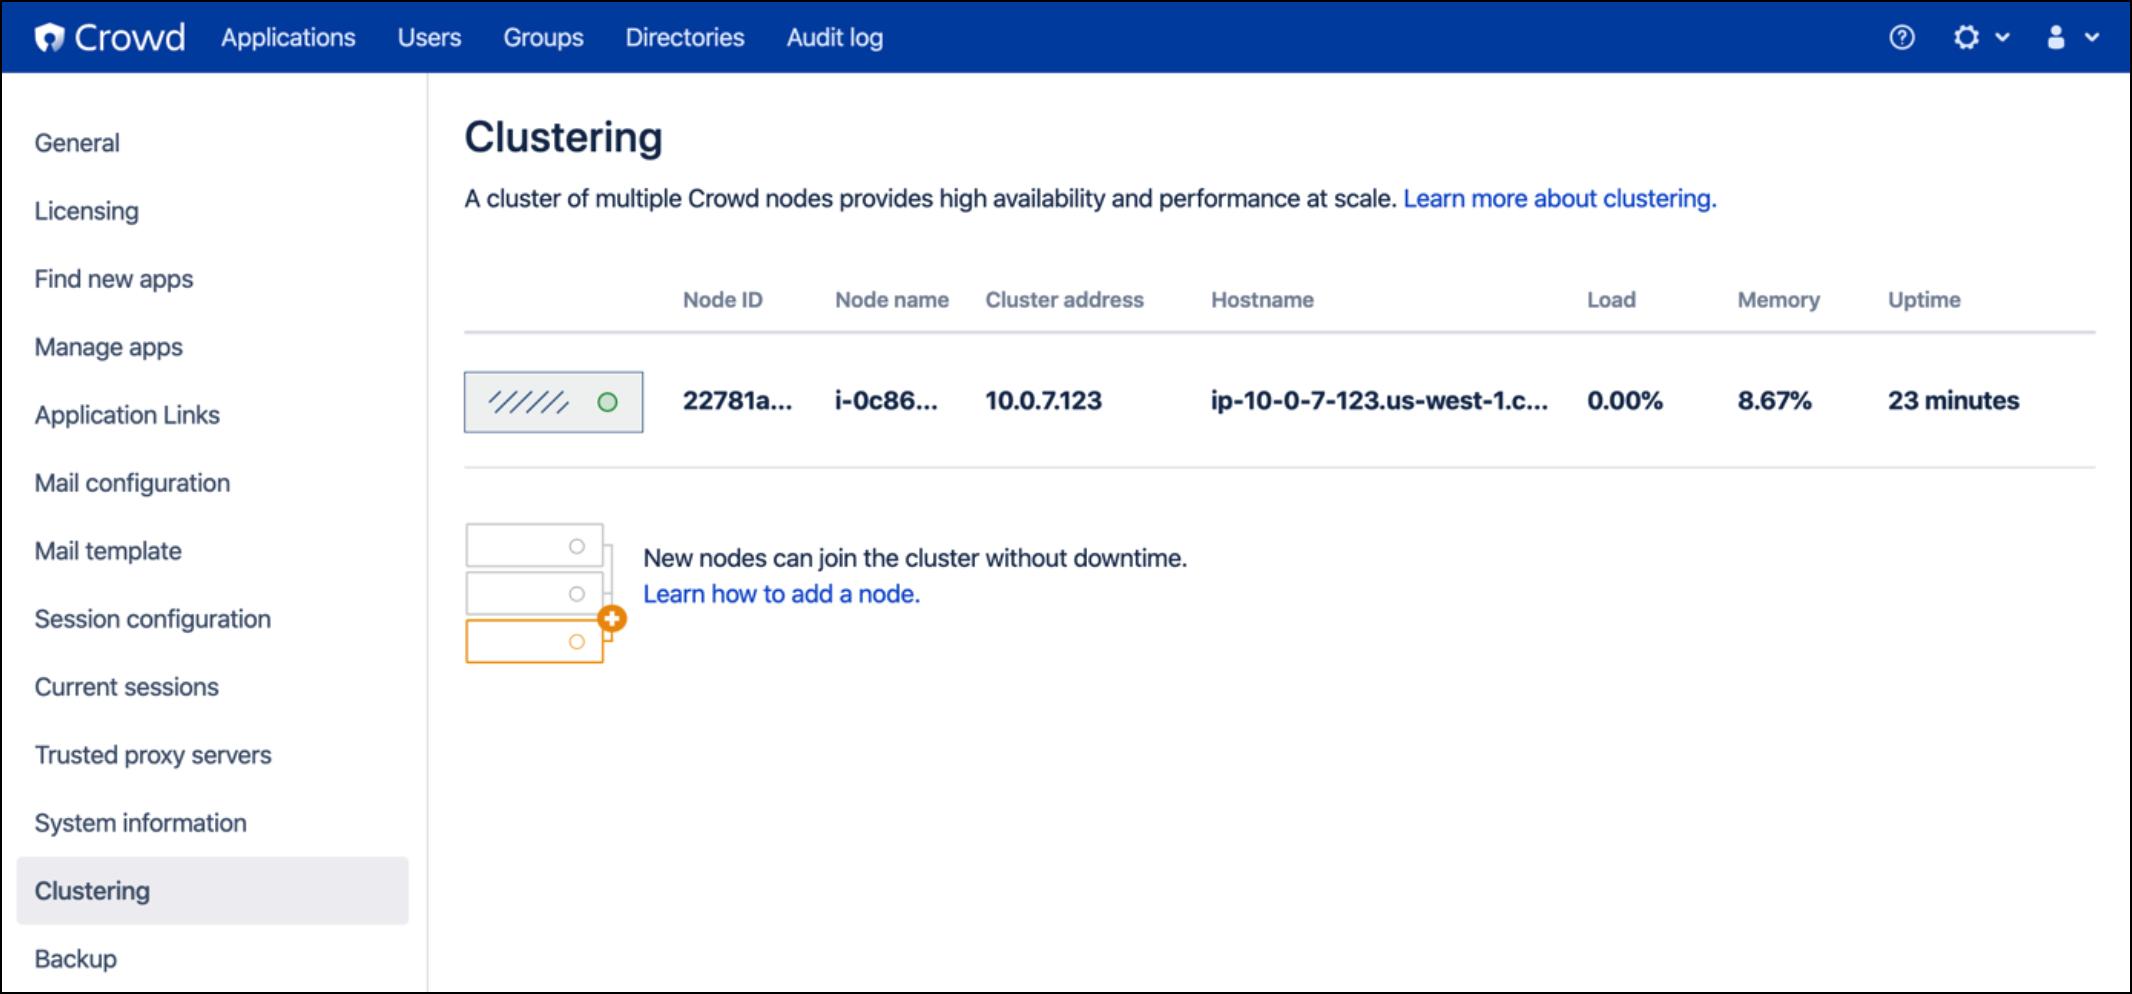 Crowd Applications Users Groups Directories Audit log
General
Licensing
Find new apps
Manage apps
Application Links
Mail configuration
Mail template
Session configuration
Current sessions
Trusted proxy servers
System information
Clustering
Backup
Clustering
A cluster of multiple Crowd nodes provides high availability and performance at scale. Learn more about clustering.
Node ID Node name Cluster address Hostname Load Memory Uptime
22781a... i-0c86... 10.0.7.123 ip-10-0-7-123.us-west-1.c... 0.00% 8.67% 23 minutes
New nodes can join the cluster without downtime.
Learn how to add a node.